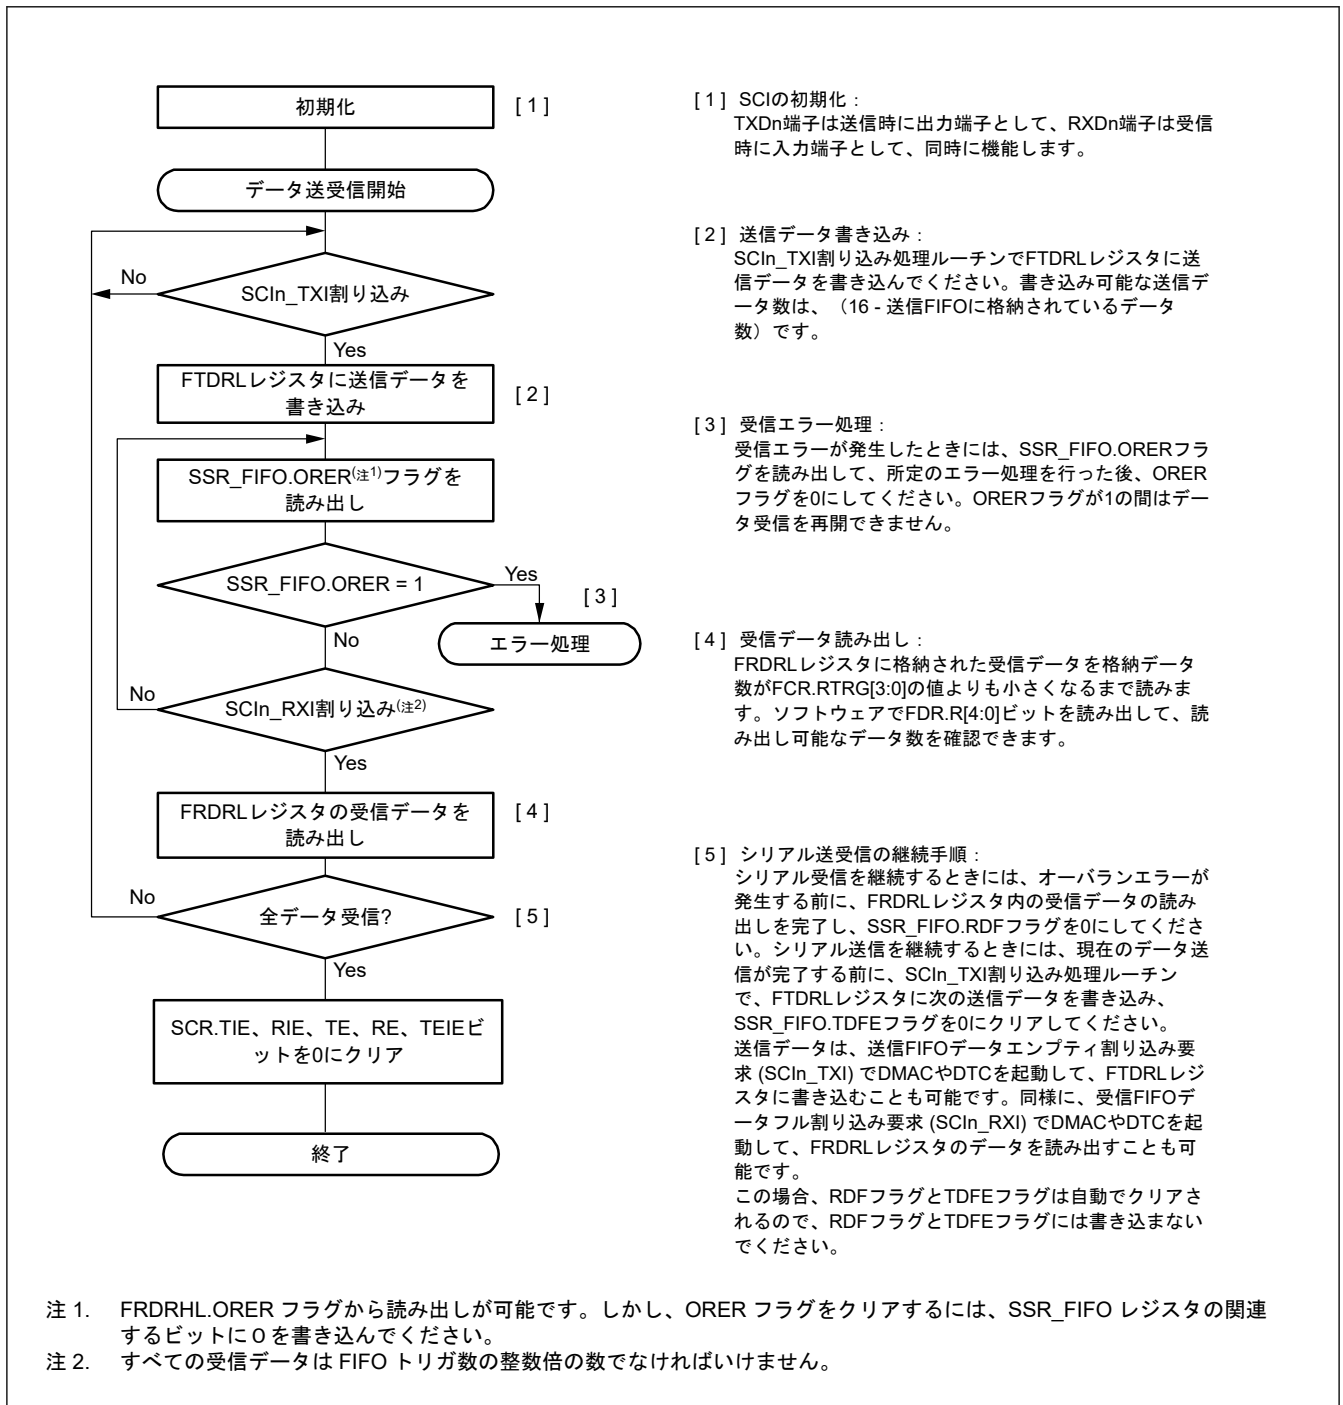 初期化
[ 1 ]
データ送受信開始
No
SCIn_TXI割り込み
Yes
FTDRLレジスタに送信データを
書き込み
[ 2 ]
SSR_FIFO.ORER(注1)フラグを
読み出し
SSR_FIFO.ORER = 1
Yes
[ 3 ]
No
エラー処理
No
SCIn_RXI割り込み(注2)
Yes
FRDRLレジスタの受信データを
読み出し
[ 4 ]
No
全データ受信?
[ 5 ]
Yes
SCR.TIE、RIE、TE、RE、TEIEビ
ットを0にクリア
終了
[ 1 ] SCIの初期化：
TXDn端子は送信時に出力端子として、RXDn端子は受信
時に入力端子として、同時に機能します。
[ 2 ] 送信データ書き込み：
SCIn_TXI割り込み処理ルーチンでFTDRLレジスタに送
信データを書き込んでください。書き込み可能な送信デ
ータ数は、（16 - 送信FIFOに格納されているデータ
数）です。
[ 3 ] 受信エラー処理：
受信エラーが発生したときには、SSR_FIFO.ORERフラ
グを読み出して、所定のエラー処理を行った後、ORER
フラグを0にしてください。ORERフラグが1の間はデー
タ受信を再開できません。
[ 4 ] 受信データ読み出し：
FRDRLレジスタに格納された受信データを格納データ
数がFCR.RTRG[3:0]の値よりも小さくなるまで読みま
す。ソフトウェアでFDR.R[4:0]ビットを読み出して、読
み出し可能なデータ数を確認できます。
[ 5 ] シリアル送受信の継続手順：
シリアル受信を継続するときには、オーバランエラーが
発生する前に、FRDRLレジスタ内の受信データの読み
出しを完了し、SSR_FIFO.RDFフラグを0にしてくださ
い。シリアル送信を継続するときには、現在のデータ送
信が完了する前に、SCIn_TXI割り込み処理ルーチン
で、FTDRLレジスタに次の送信データを書き込み、
SSR_FIFO.TDFEフラグを0にクリアしてください。
送信データは、送信FIFOデータエンプティ割り込み要
求 (SCIn_TXI) でDMACやDTCを起動して、FTDRLレジ
スタに書き込むことも可能です。同様に、受信FIFOデ
ータフル割り込み要求 (SCIn_RXI) でDMACやDTCを起
動して、FRDRLレジスタのデータを読み出すことも可
能です。
この場合、RDFフラグとTDFEフラグは自動でクリアさ
れるので、RDFフラグとTDFEフラグには書き込まない
でください。
注 1. FRDRHL.ORER フラグから読み出しが可能です。しかし、ORER フラグをクリアするには、SSR_FIFO レジスタの関連
するビットに 0 を書き込んでください。
注 2. すべての受信データは FIFO トリガ数の整数倍の数でなければいけません。